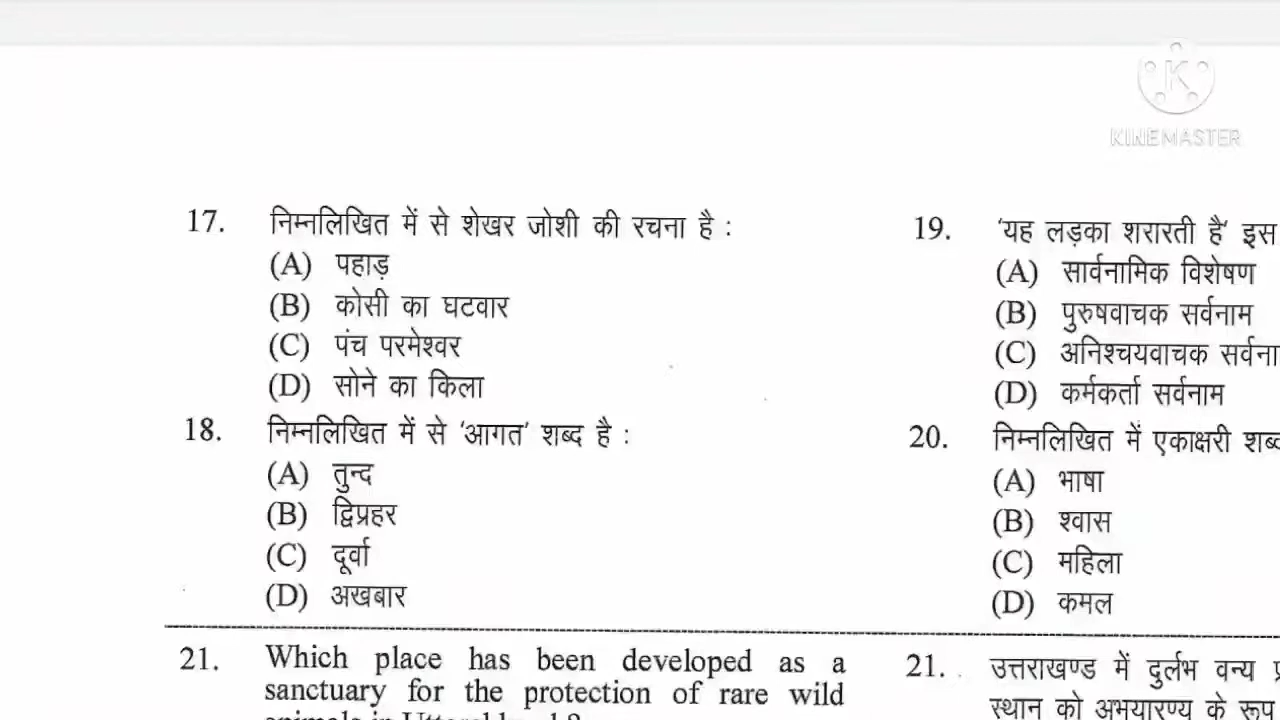 KINEMASTER
17. निम्नलिखित में से शेखर जोशी की रचना है :
(A) पहाड़
(B) कोसी का घटवार
(C) पंच परमेश्वर
(D) सोने का किला
18. निम्नलिखित में से 'आगत' शब्द है :
(A) तुन्द
(B) द्विप्रहर
(C) दूर्वा
(D) अखबार
19. 'यह लड़का शरारती है' इस
(A) सार्वनामिक विशेषण
(B) पुरुषवाचक सर्वनाम
(C) अनिश्चयवाचक सर्वना
(D) कर्मकर्ता सर्वनाम
20. निम्नलिखित में एकाक्षरी शब्द
(A) भाषा
(B) श्वास
(C) महिला
(D) कमल
21. Which place has been developed as a
sanctuary for the protection of rare wild
21. उत्तराखण्ड में दुर्लभ वन्य
स्थान को अभयारण्य के रूप